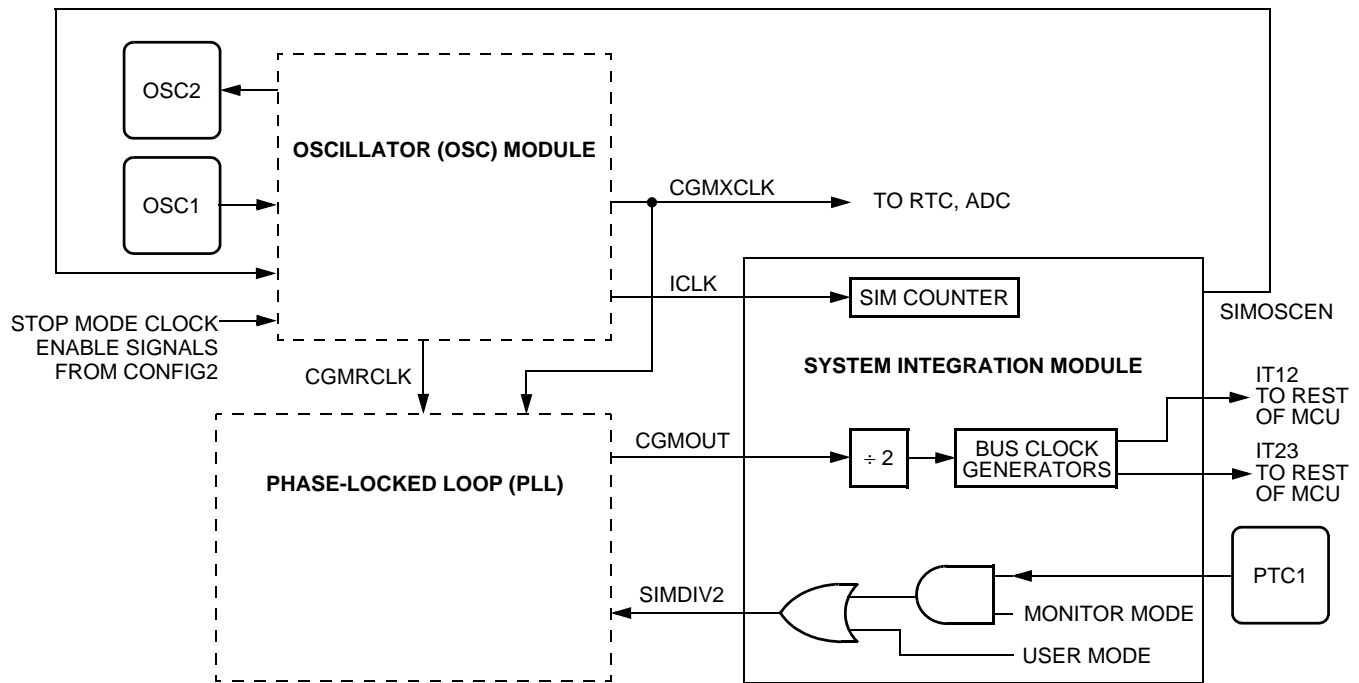 OSC2
OSCILLATOR (OSC) MODULE
OSC1
CGMXCLK
TO RTC, ADC
ICLK
SIM COUNTER
SIMOSCEN
STOP MODE CLOCK
ENABLE SIGNALS
FROM CONFIG2
CGMRCLK
SYSTEM INTEGRATION MODULE
IT12
TO REST
OF MCU
CGMOUT
÷ 2
BUS CLOCK
GENERATORS
IT23
TO REST
OF MCU
PHASE-LOCKED LOOP (PLL)
SIMDIV2
PTC1
MONITOR MODE
USER MODE